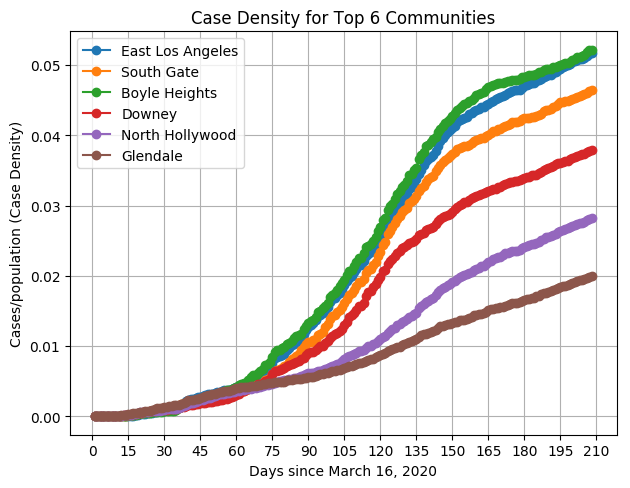 Case Density for Top 6 Communities
East Los Angeles
South Gate
Boyle Heights
Downey
North Hollywood
Glendale
Cases/population (Case Density)
0.05
0.04
0.03
0.02
0.01
0.00
0 15 30 45 60 75 90 105 120 135 150 165 180 195 210
Days since March 16, 2020